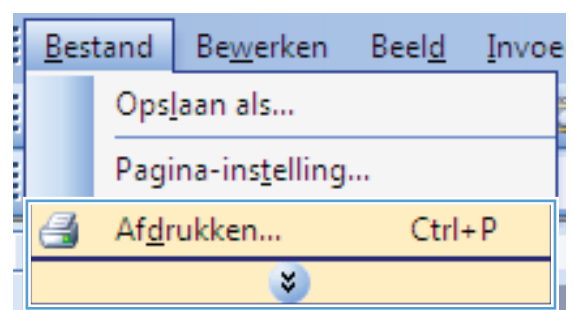 Bestand Bewerken Beeld Invoe
Opslaan als...
Pagina-instelling...
Afdrukken... Ctrl+P